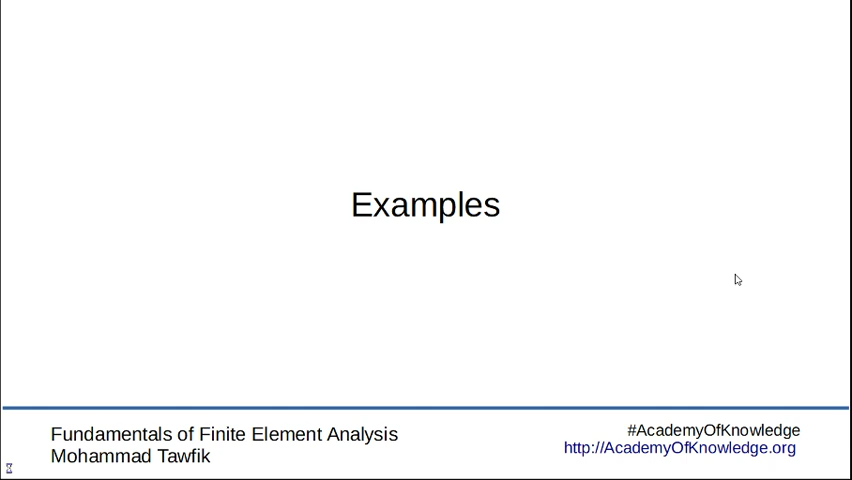 Examples
Fundamentals of Finite Element Analysis
Mohammad Tawfik
#AcademyOfKnowledge
http://AcademyOfKnowledge.org